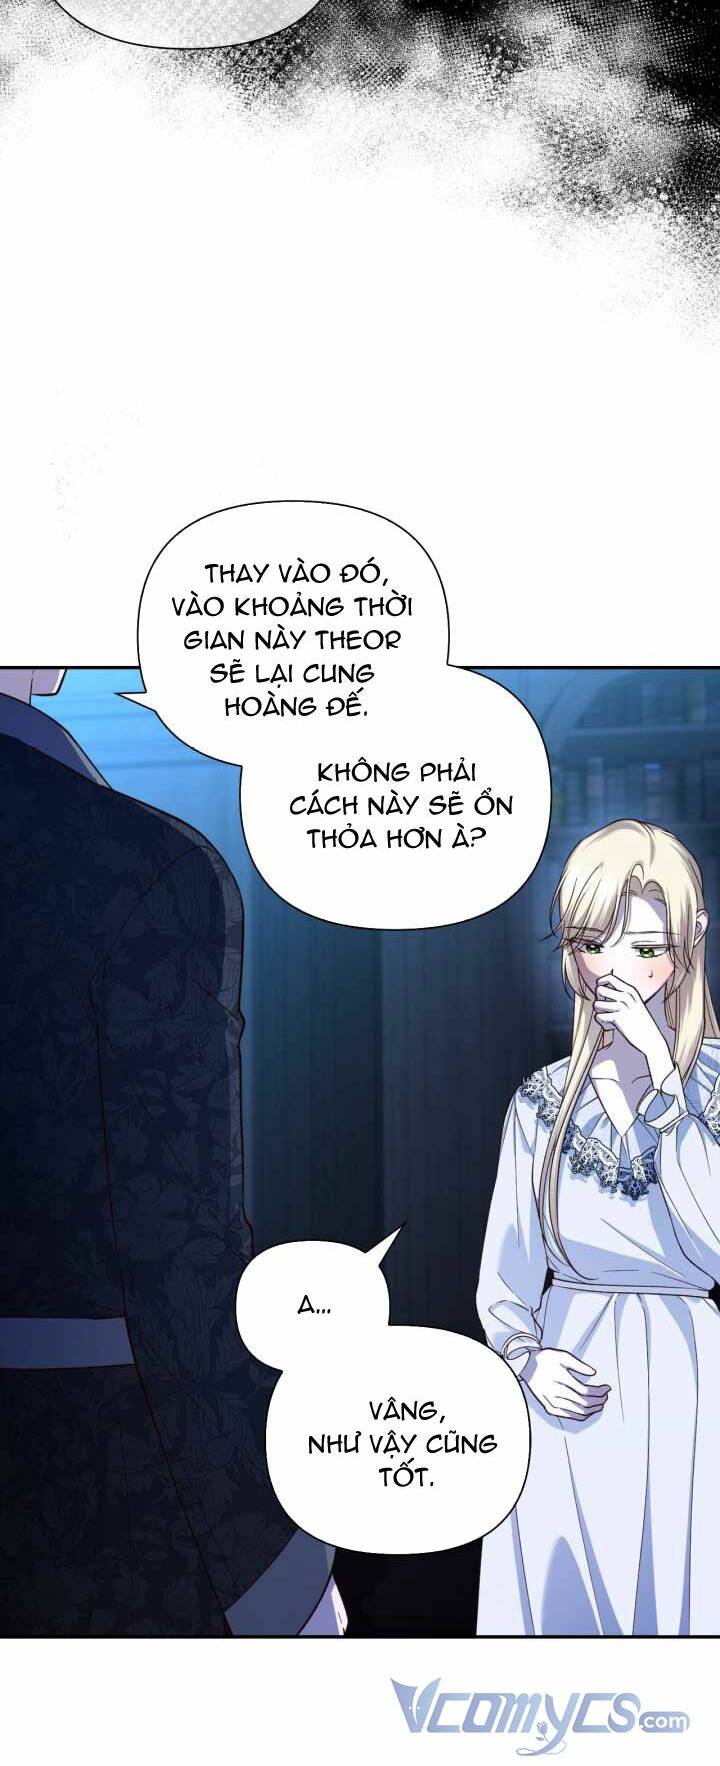 THAY VÀO ĐÓ,
VÀO KHOẢNG THỜI
GIAN NÀY THEOR
SẼ LẠI CUNG
HOÀNG ĐẾ.
KHÔNG PHẢI
CÁCH NÀY SẼ ỔN
THỎA HƠN À?
A...
VÂNG,
NHƯ VẬY CŨNG
TỐT.
VCOMYCS.com